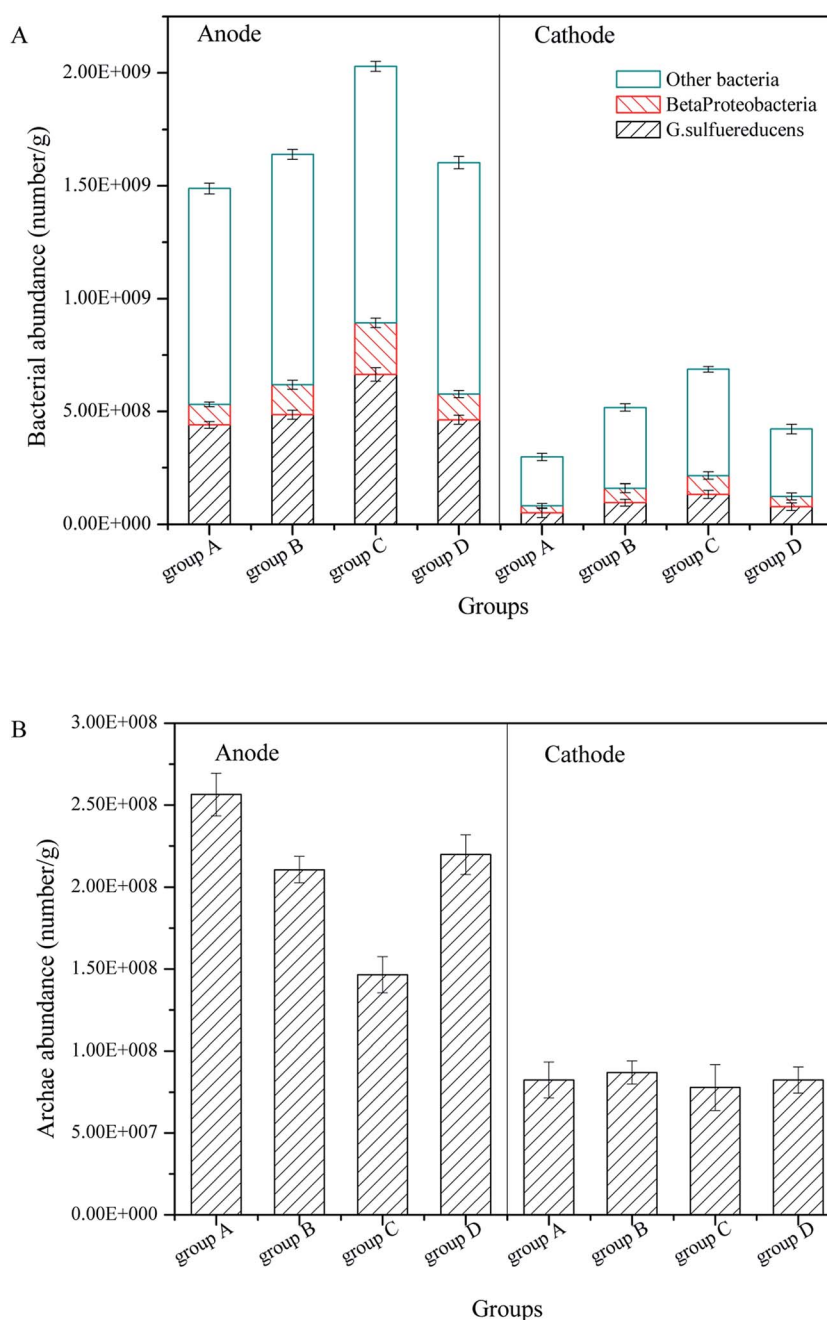 A
Anode
Cathode
Other bacteria
BetaProteobacteria
G.sulfuereducens
Bacterial abundance (number/g)
2.00E+009
1.50E+009
1.00E+009
5.00E+008
0.00E+000
group A
group B
group C
group D
group A
group B
group C
group D
Groups
B
Anode
Cathode
Archae abundance (number/g)
3.00E+008
2.50E+008
2.00E+008
1.50E+008
1.00E+008
5.00E+007
0.00E+000
group A
group B
group C
group D
group A
group B
group C
group D
Groups